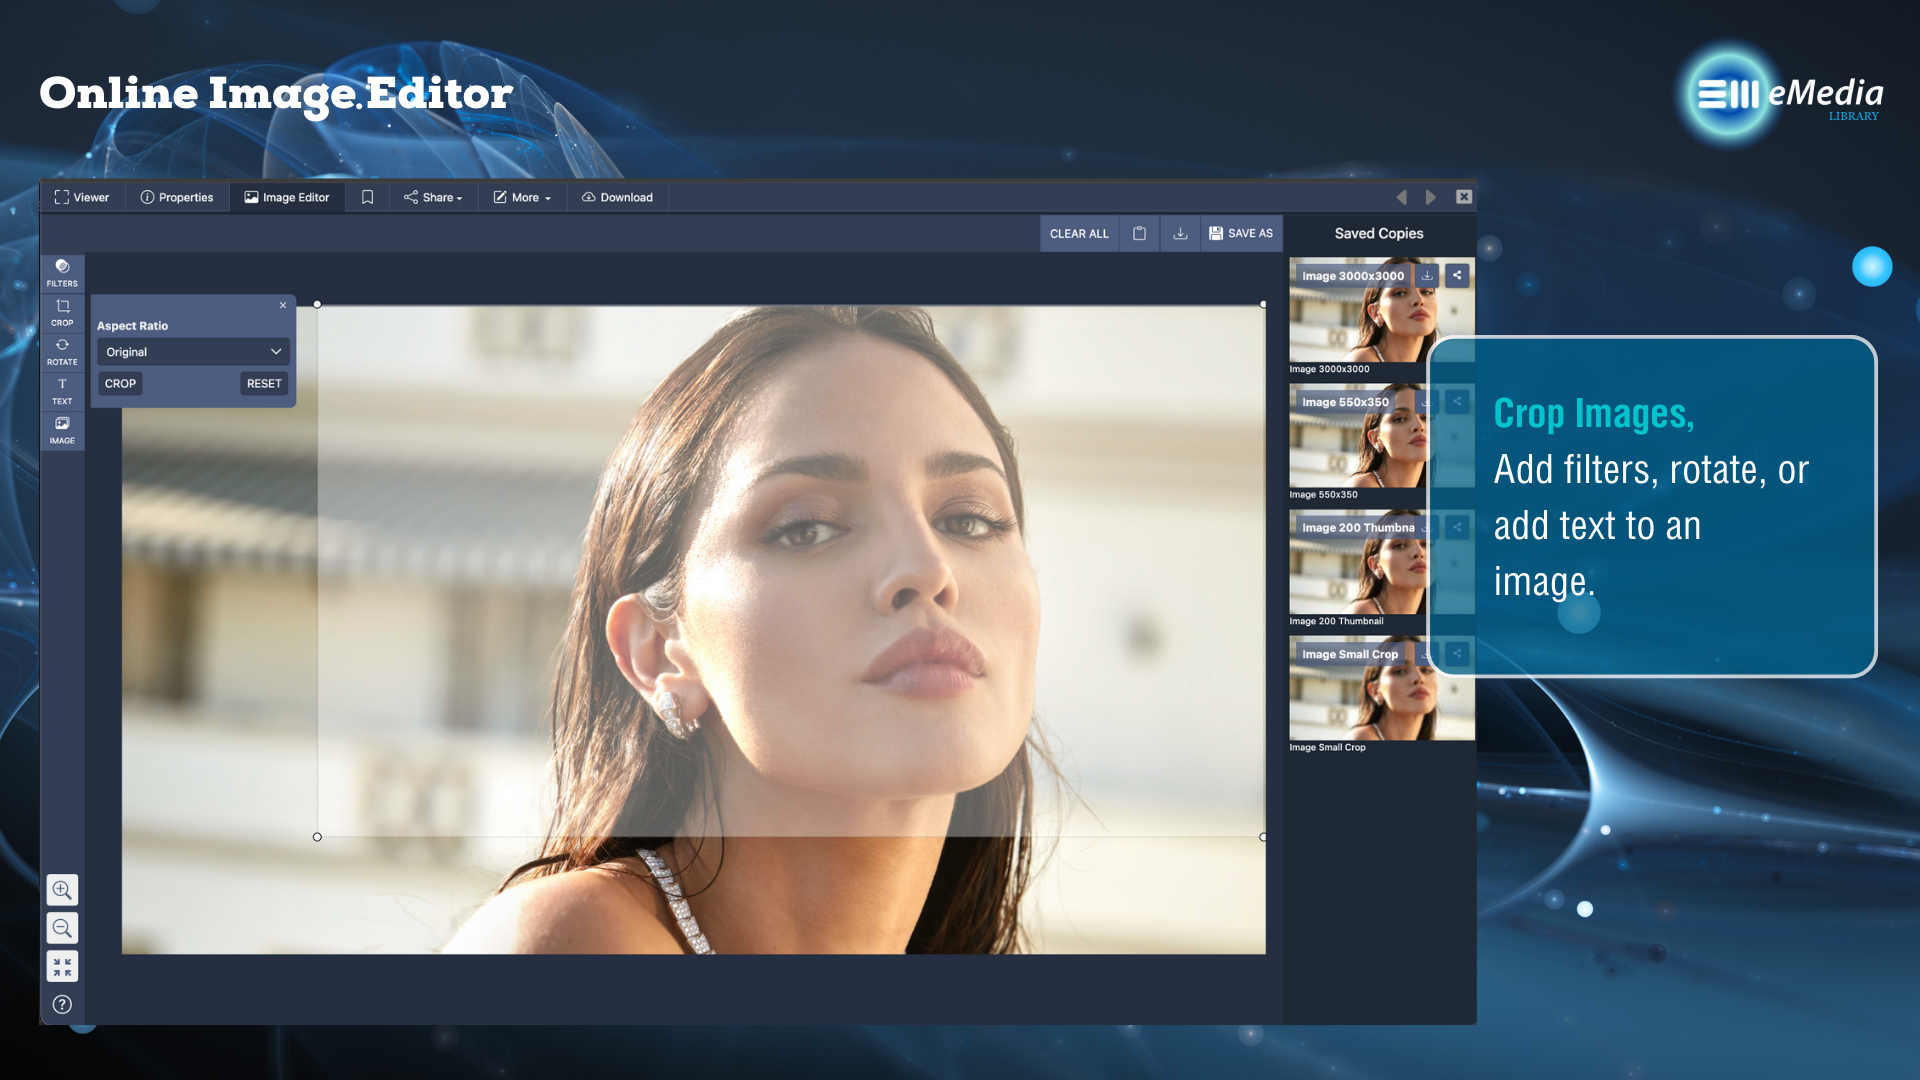 Online Image Editor
eMedia
LIBRARY
Viewer
Properties
Image Editor
Share
More
Download
CLEAR ALL
SAVE AS
Saved Copies
FILTERS
CROP
ROTATE
TEXT
IMAGE
Aspect Ratio
Original
CROP
RESET
Image 3000x3000
Image 3000x3000
Image 550x350
Image 550x350
Image 200 Thumbna
Image 200 Thumbnail
Image Small Crop
Image Small Crop
Crop Images,
Add filters, rotate, or
add text to an
image.